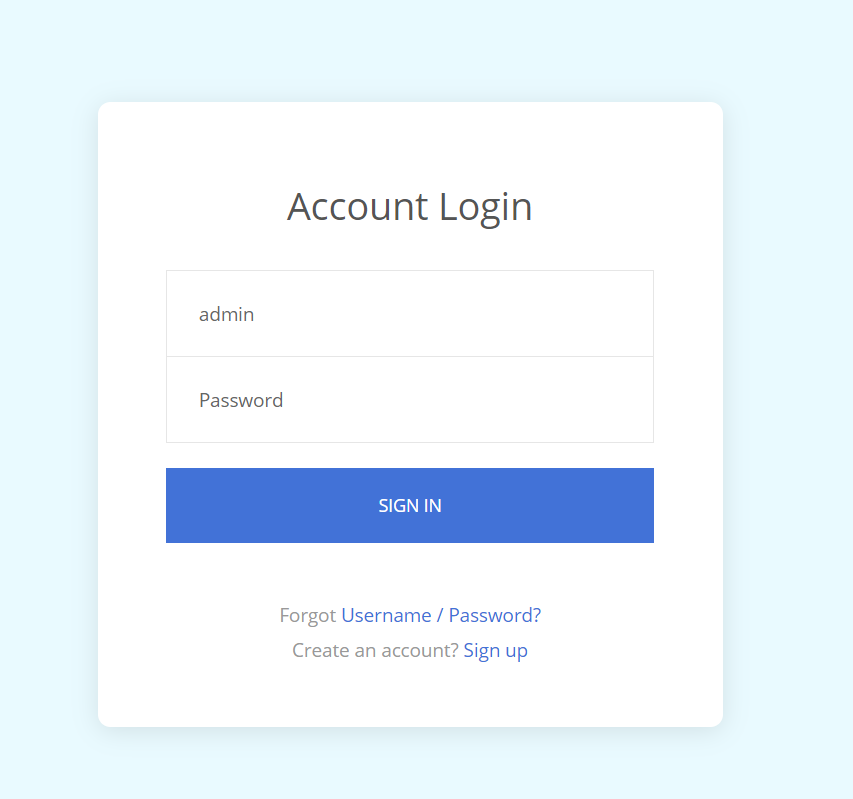 Account Login
admin
Password
SIGN IN
Forgot Username / Password?
Create an account? Sign up